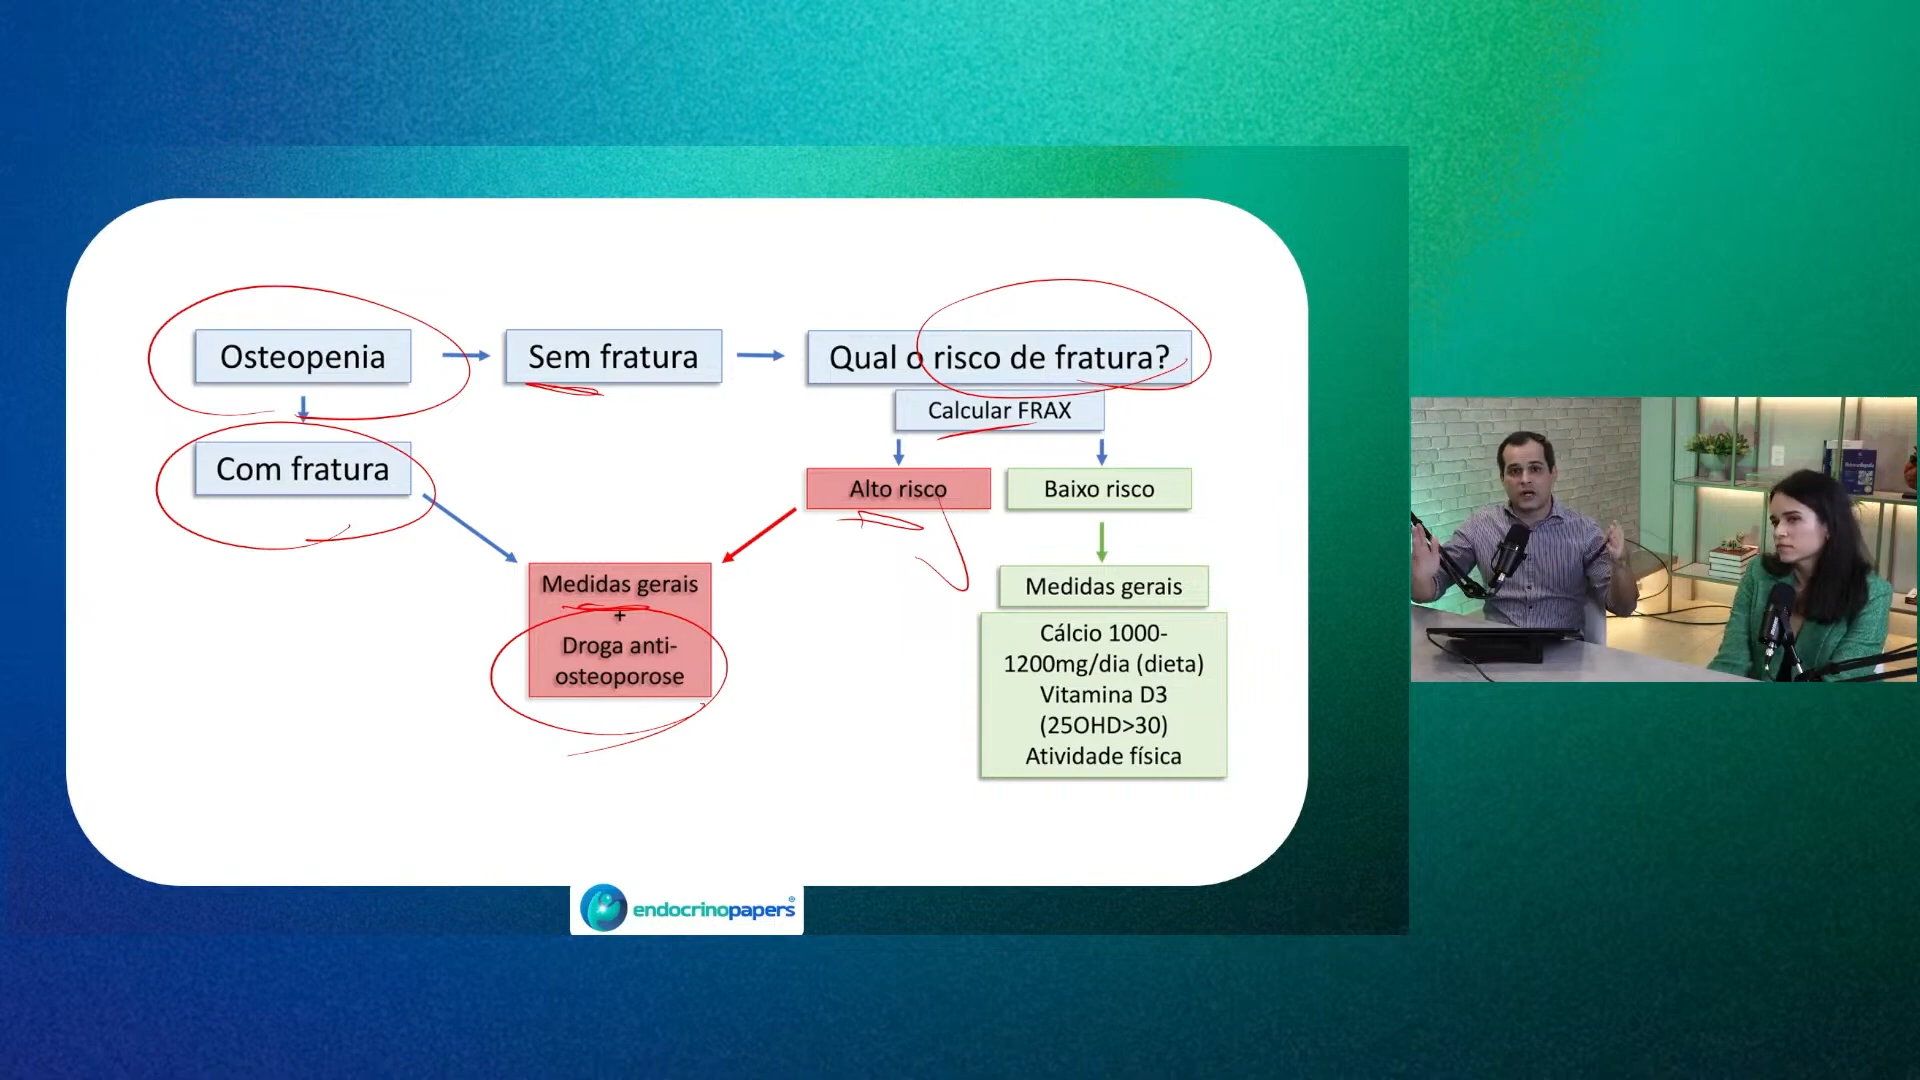 Osteopenia
Sem fratura
Qual o risco de fratura?
Calcular FRAX
Com fratura
Alto risco
Baixo risco
Medidas gerais
+
Droga anti-
osteoporose
Medidas gerais
Cálcio 1000-
1200mg/dia (dieta)
Vitamina D3
(25OHD>30)
Atividade física
endocrinopapers®